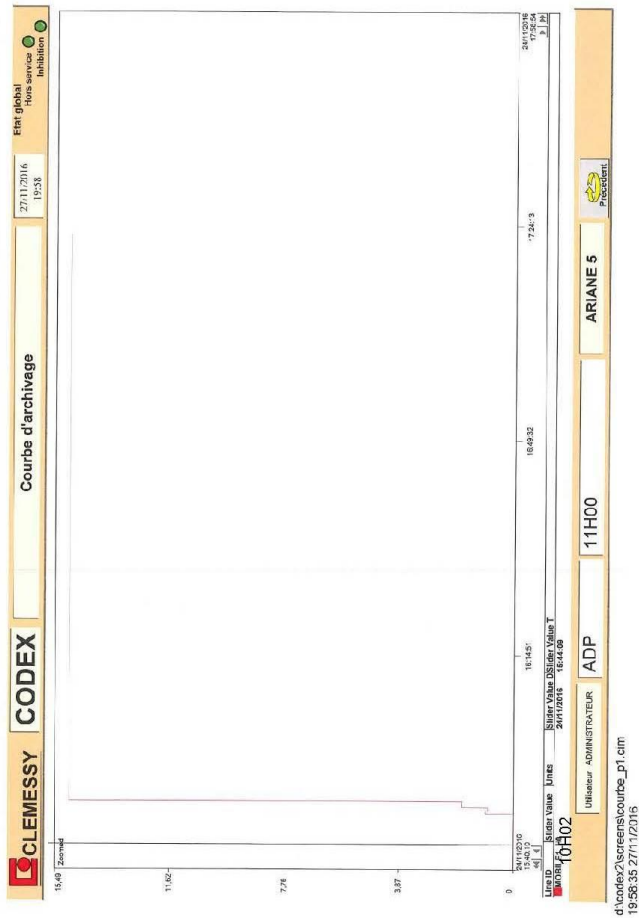 CLEMESSY
CODEX
Courbe d'archivage
27/11/2016
19:58
Etat global
Hors service
Inhibition
15,49
Zoomed
11,62
7,76
3,87
0
24/11/2016
15:40:10
16:14:51
16:49:32
17:24:13
24/11/2016
17:58:54
Line ID Slider Value Units Slider Value D Slider Value T
24/11/2016 15:44:09
10H02
Utilisateur ADMINISTRATEUR
ADP
11H00
ARIANE 5
Précédent
d:\codex2\screens\courbe_p1.cim
19:58:35 27/11/2016